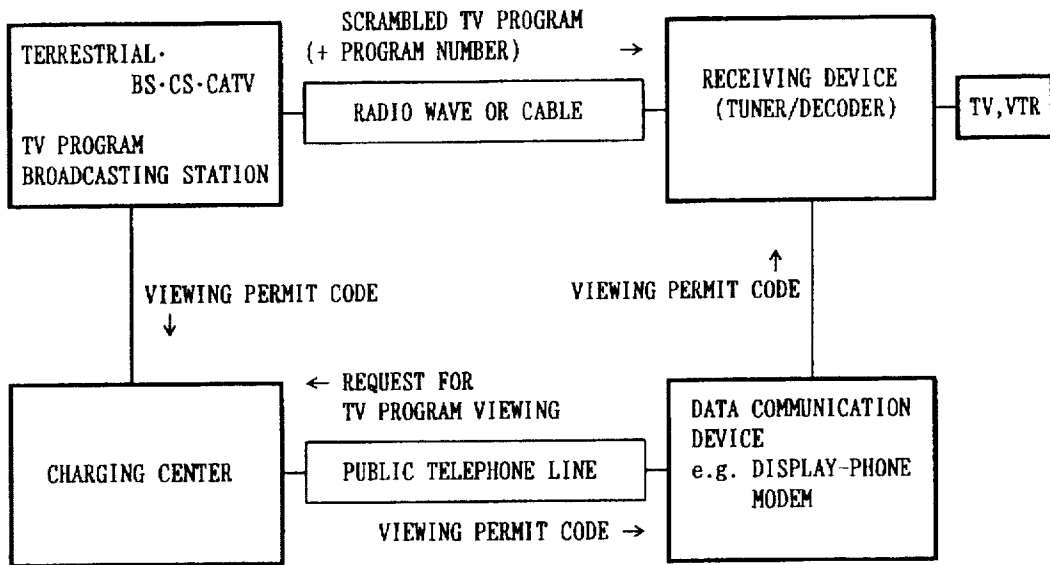 SCRAMBLED TV PROGRAM
(+ PROGRAM NUMBER) →
TERRESTRIAL·
BS·CS·CATV
TV PROGRAM
BROADCASTING STATION
RADIO WAVE OR CABLE
RECEIVING DEVICE
(TUNER/DECODER)
TV,VTR
VIEWING PERMIT CODE
↓
↑
VIEWING PERMIT CODE
← REQUEST FOR
TV PROGRAM VIEWING
CHARGING CENTER
PUBLIC TELEPHONE LINE
DATA COMMUNICATION
DEVICE
e.g. DISPLAY-PHONE
MODEM
VIEWING PERMIT CODE →